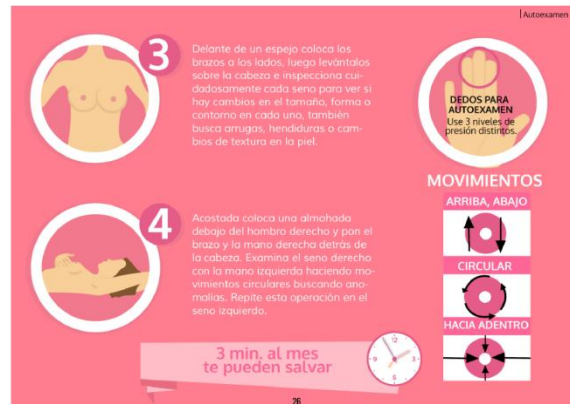 |Autoexamen
3
Delante de un espejo coloca los
brazos a los lados, luego levántalos
sobre la cabeza e inspecciona cui-
dadosamente cada seno para ver si
hay cambios en el tamaño, forma o
contorno en cada uno, también
busca arrugas, hendiduras o cam-
bios de textura en la piel.
DEDOS PARA
AUTOEXAMEN
Use 3 niveles de
presión distintos.
4
Acostada coloca una almohada
debajo del hombro derecho y pon el
brazo y la mano derecha detrás de
la cabeza. Examina el seno derecho
con la mano izquierda haciendo mo-
vimientos circulares buscando ano-
malías. Repite esta operación en el
seno izquierdo.
MOVIMIENTOS
ARRIBA, ABAJO
CIRCULAR
HACIA ADENTRO
3 min. al mes
te pueden salvar
26